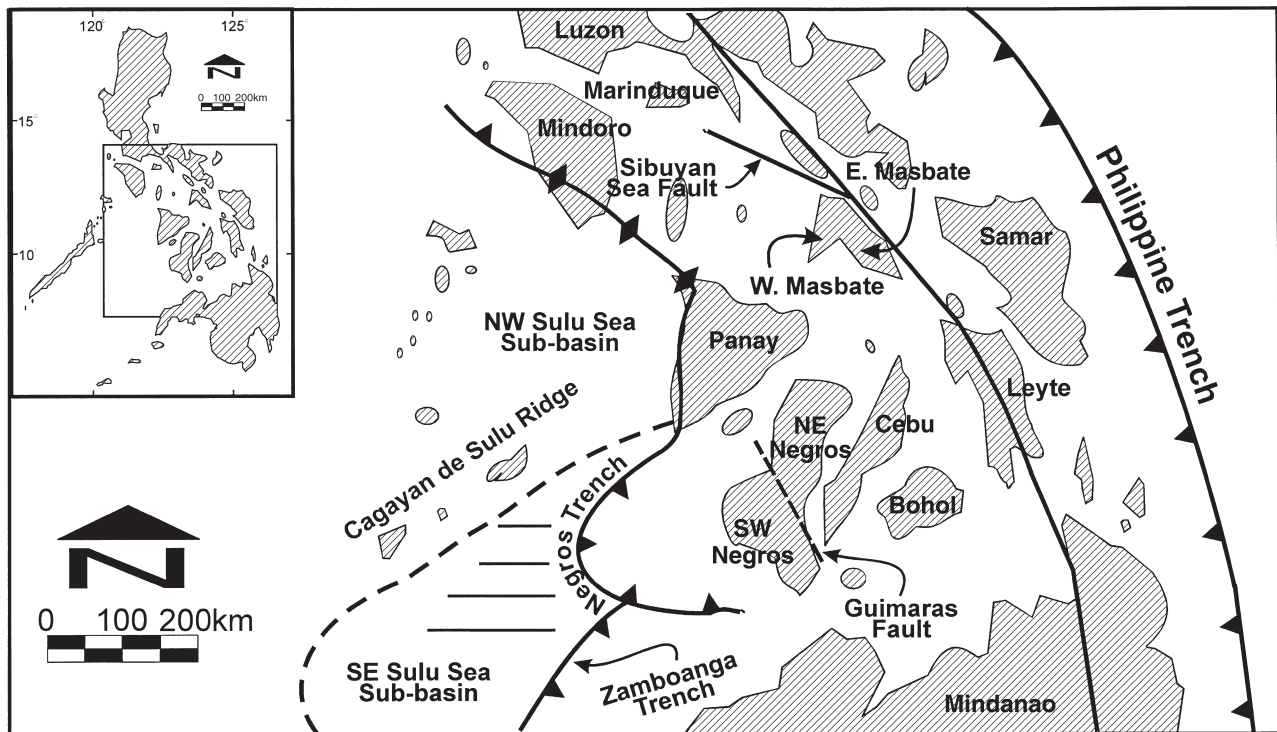 120°
125°
0 100 200km
15
10
Luzon
Marinduque
Mindoro
Sibuyan
Sea Fault
E. Masbate
W. Masbate
Samar
Philippine Trench
NW Sulu Sea
Sub-basin
Panay
Leyte
Cagayan de Sulu Ridge
NE
Negros
Cebu
Negros Trench
Bohol
SW
Negros
N
0 100 200km
Guimaras
Fault
SE Sulu Sea
Sub-basin
Zamboanga
Trench
Mindanao